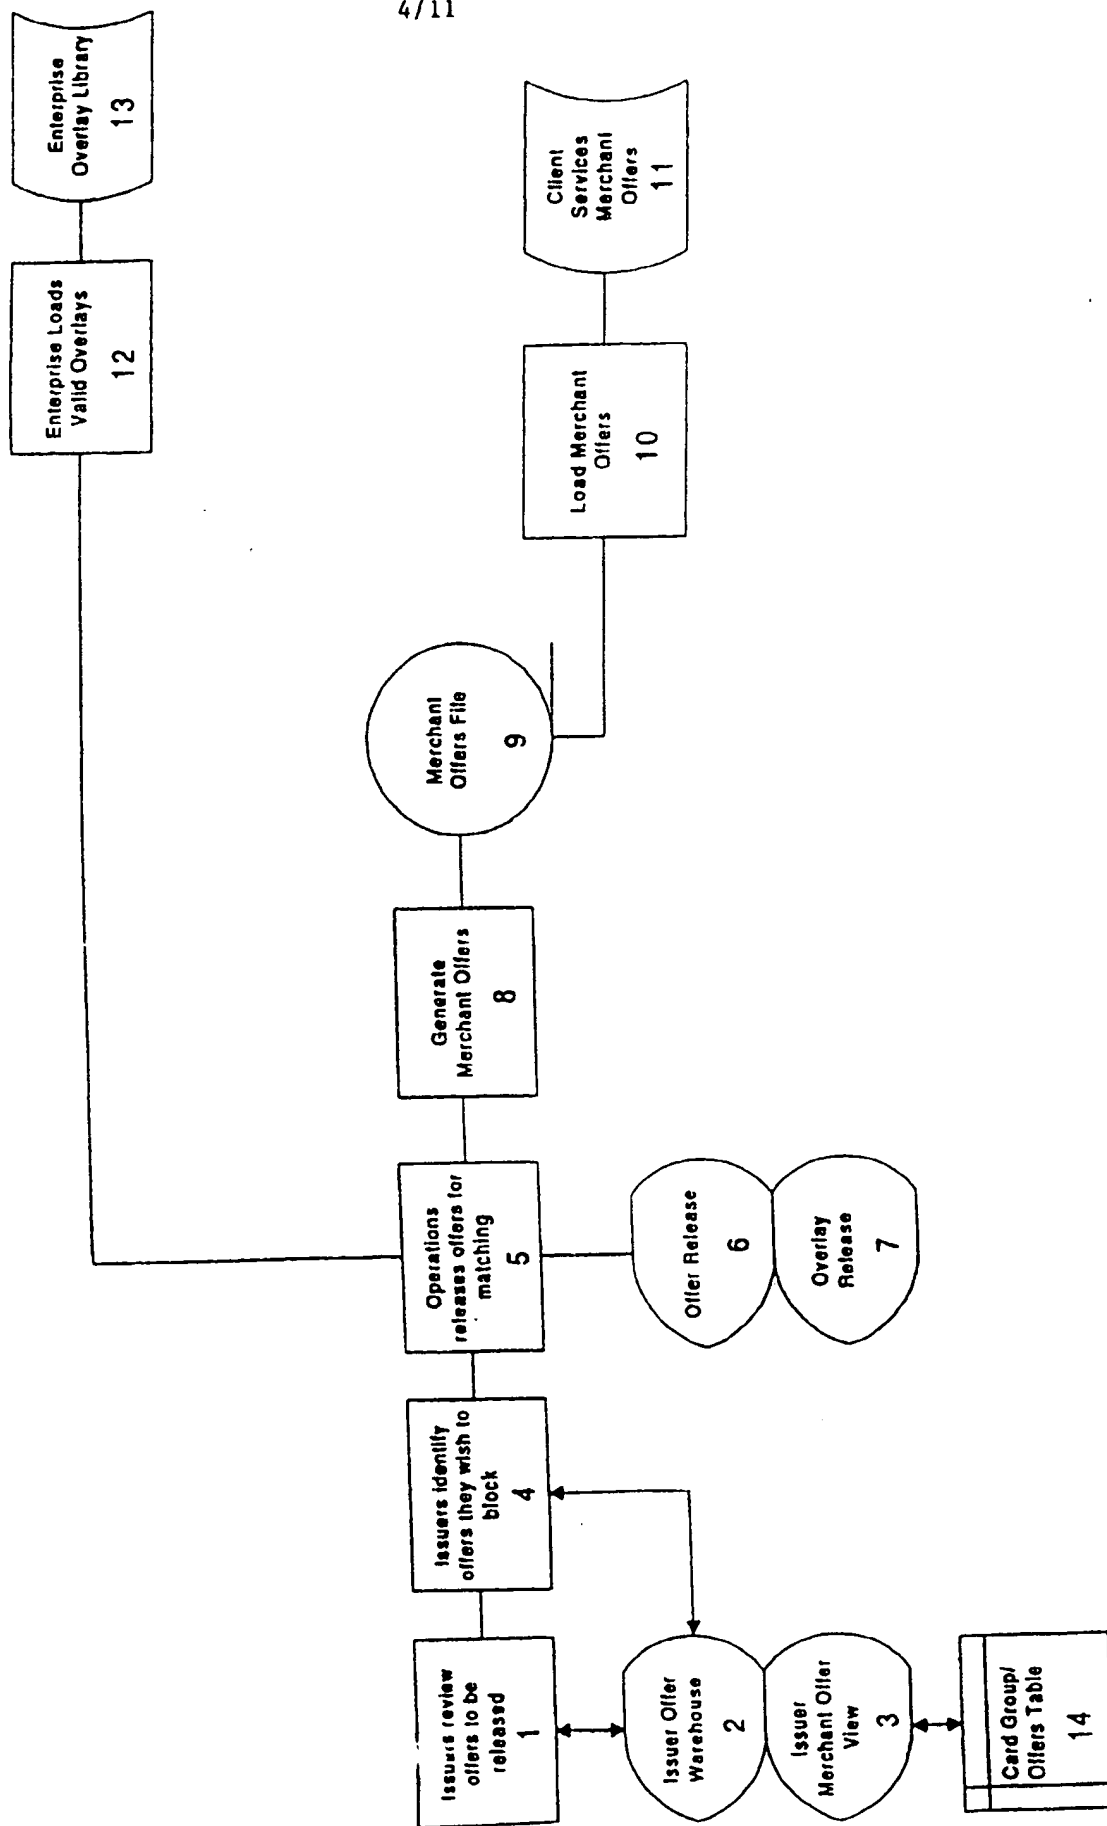 4/11
Issuers review
offers to be
released
1
Issuers identify
offers they wish to
block
4
Operations
releases offers for
matching
5
Generate
Merchant Offers
8
Merchant
Offers File
9
Enterprise Loads
Valid Overlays
12
Enterprise
Overlay Library
13
Load Merchant
Offers
10
Client
Services
Merchant
Offers
11
Issuer Offer
Warehouse
2
Issuer
Merchant Offer
View
3
Card Group/
Offers Table
14
Offer Release
6
Overlay
Release
7